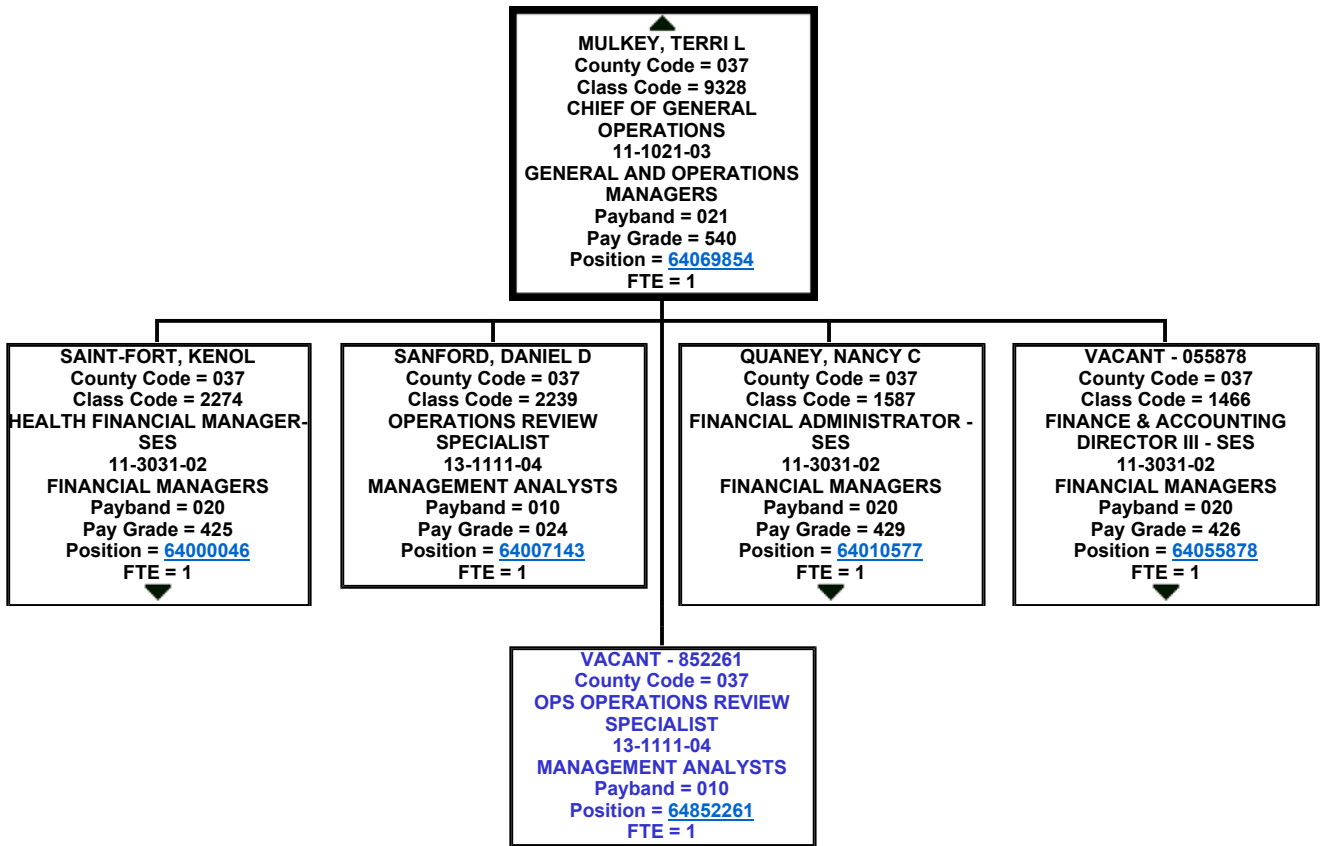 MULKEY, TERRI L
County Code = 037
Class Code = 9328
CHIEF OF GENERAL
OPERATIONS
11-1021-03
GENERAL AND OPERATIONS
MANAGERS
Payband = 021
Pay Grade = 540
Position = 64069854
FTE = 1
SAINT-FORT, KENOL
County Code = 037
Class Code = 2274
HEALTH FINANCIAL MANAGER-
SES
11-3031-02
FINANCIAL MANAGERS
Payband = 020
Pay Grade = 425
Position = 64000046
FTE = 1
SANFORD, DANIEL D
County Code = 037
Class Code = 2239
OPERATIONS REVIEW
SPECIALIST
13-1111-04
MANAGEMENT ANALYSTS
Payband = 010
Pay Grade = 024
Position = 64007143
FTE = 1
QUANEY, NANCY C
County Code = 037
Class Code = 1587
FINANCIAL ADMINISTRATOR -
SES
11-3031-02
FINANCIAL MANAGERS
Payband = 020
Pay Grade = 429
Position = 64010577
FTE = 1
VACANT - 055878
County Code = 037
Class Code = 1466
FINANCE & ACCOUNTING
DIRECTOR III - SES
11-3031-02
FINANCIAL MANAGERS
Payband = 020
Pay Grade = 426
Position = 64055878
FTE = 1
VACANT - 852261
County Code = 037
OPS OPERATIONS REVIEW
SPECIALIST
13-1111-04
MANAGEMENT ANALYSTS
Payband = 010
Position = 64852261
FTE = 1